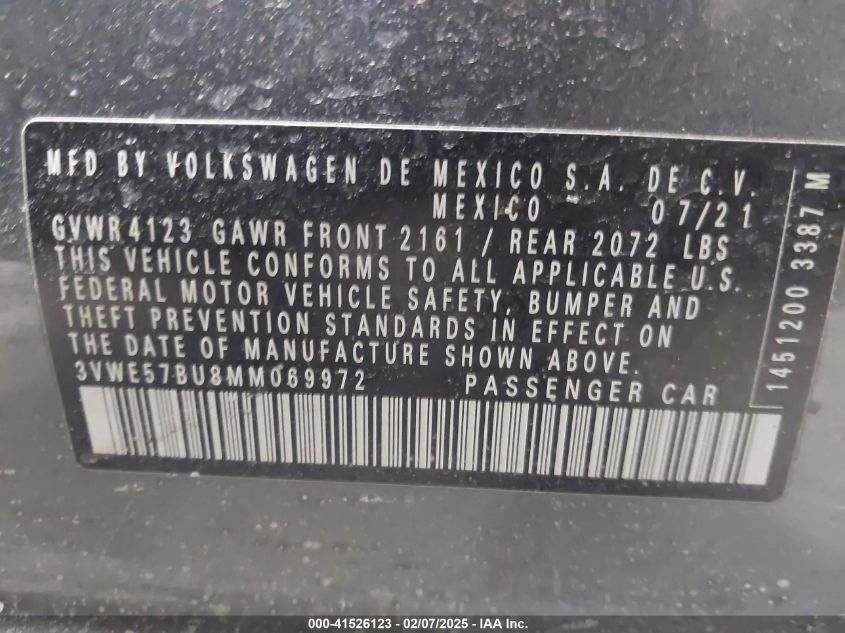 MFD BY VOLKSWAGEN DE MEXICO S.A. DE C.V.
MEXICO 07/21
GVWR4123 GAWR FRONT 2161 / REAR 2072 LBS
THIS VEHICLE CONFORMS TO ALL APPLICABLE U.S.
FEDERAL MOTOR VEHICLE SAFETY, BUMPER AND
THEFT PREVENTION STANDARDS IN EFFECT ON
THE DATE OF MANUFACTURE SHOWN ABOVE.
3VWE57BU8MM069972 PASSENGER CAR
1451200 3387 M
000-41526123 - 02/07/2025 - IAA Inc.